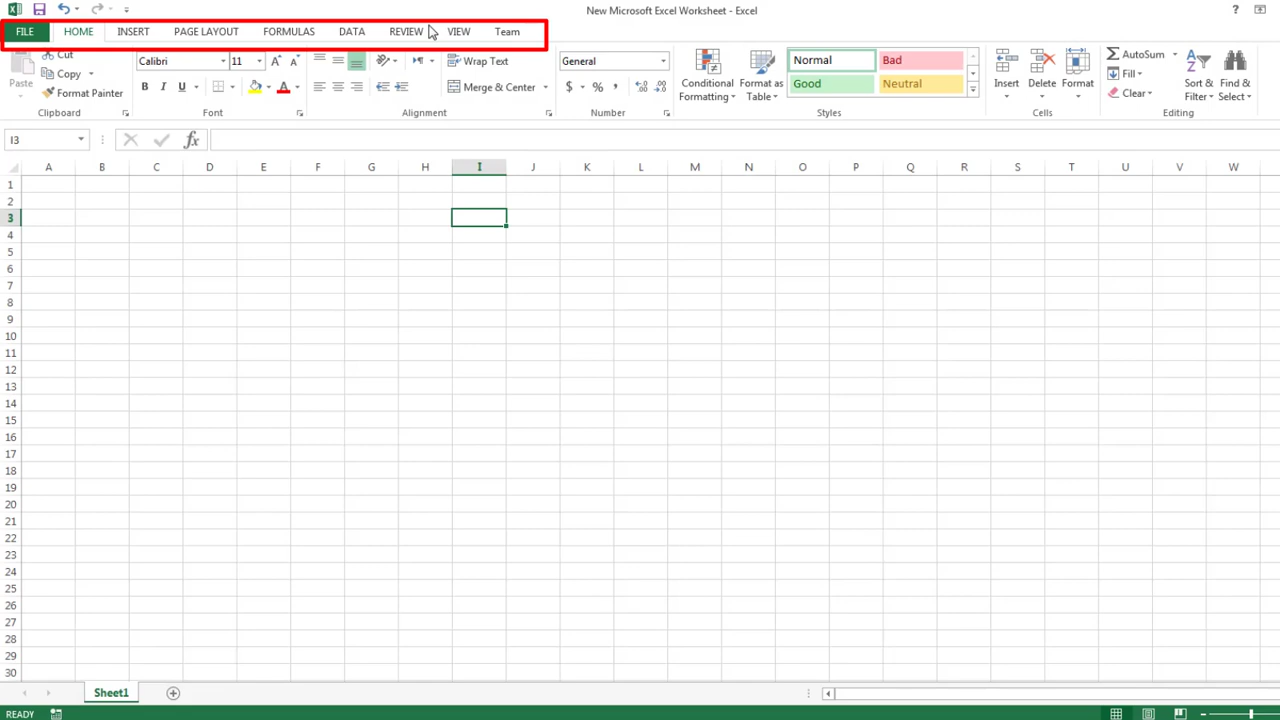 New Microsoft Excel Worksheet - Excel
?
FILE HOME INSERT PAGE LAYOUT FORMULAS DATA REVIEW VIEW Team
Cut
Copy
Format Painter
Paste
Clipboard
Calibri 11 A A
B I U A
Font
Wrap Text
Merge & Center
Alignment
General
$ % ,
Number
Conditional Formatting
Format as Table
Normal Bad
Good Neutral
Styles
Insert Delete Format
Cells
AutoSum
Fill
Clear
Sort & Filter
Find & Select
Editing
I3 fx
A B C D E F G H I J K L M N O P Q R S T U V W
1
2
3
4
5
6
7
8
9
10
11
12
13
14
15
16
17
18
19
20
21
22
23
24
25
26
27
28
29
30
Sheet1
READY